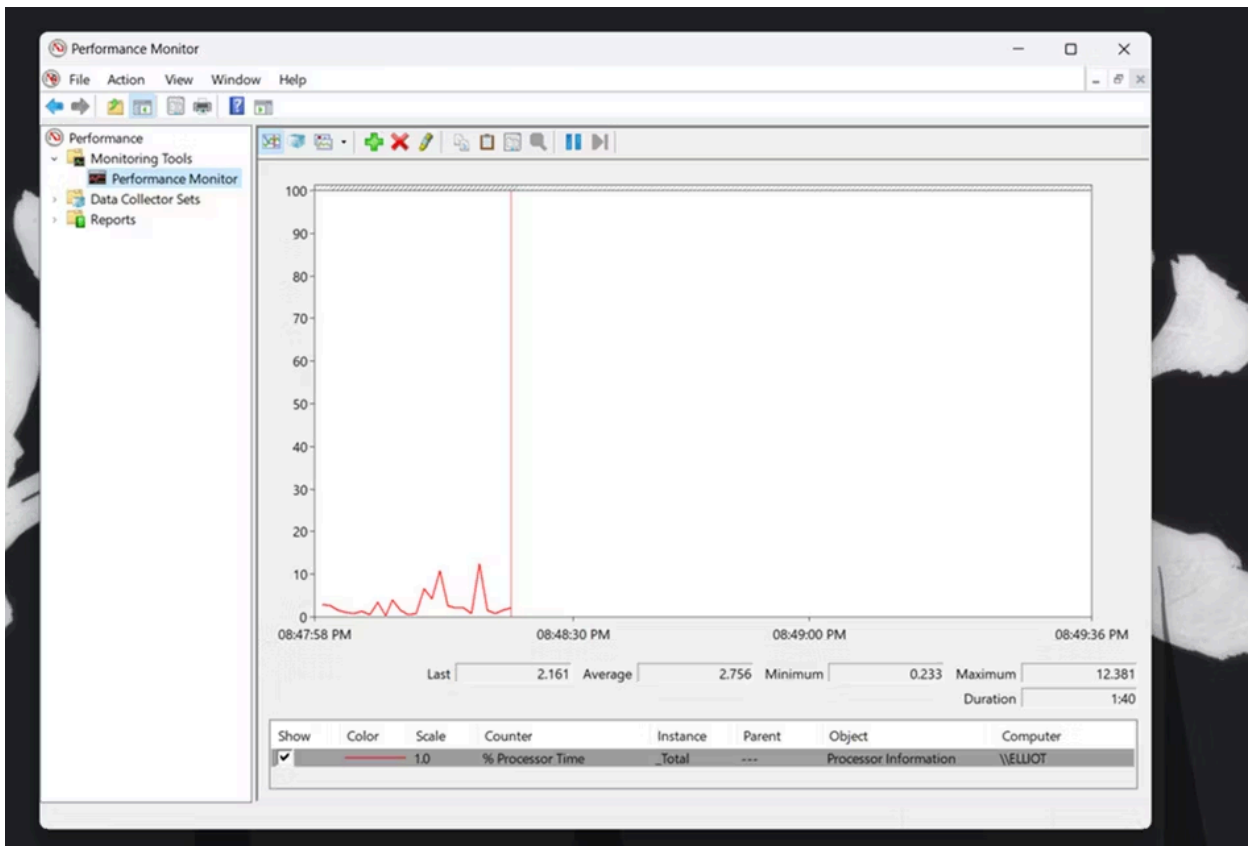 Performance Monitor
File Action View Window Help
Performance
Monitoring Tools
Performance Monitor
Data Collector Sets
Reports
100
90
80
70
60
50
40
30
20
10
0
08:47:58 PM 08:48:30 PM 08:49:00 PM 08:49:36 PM
Last 2.161 Average 2.756 Minimum 0.233 Maximum 12.381
Duration 1:40
Show Color Scale Counter Instance Parent Object Computer
1.0 % Processor Time _Total --- Processor Information \\ELLIOT